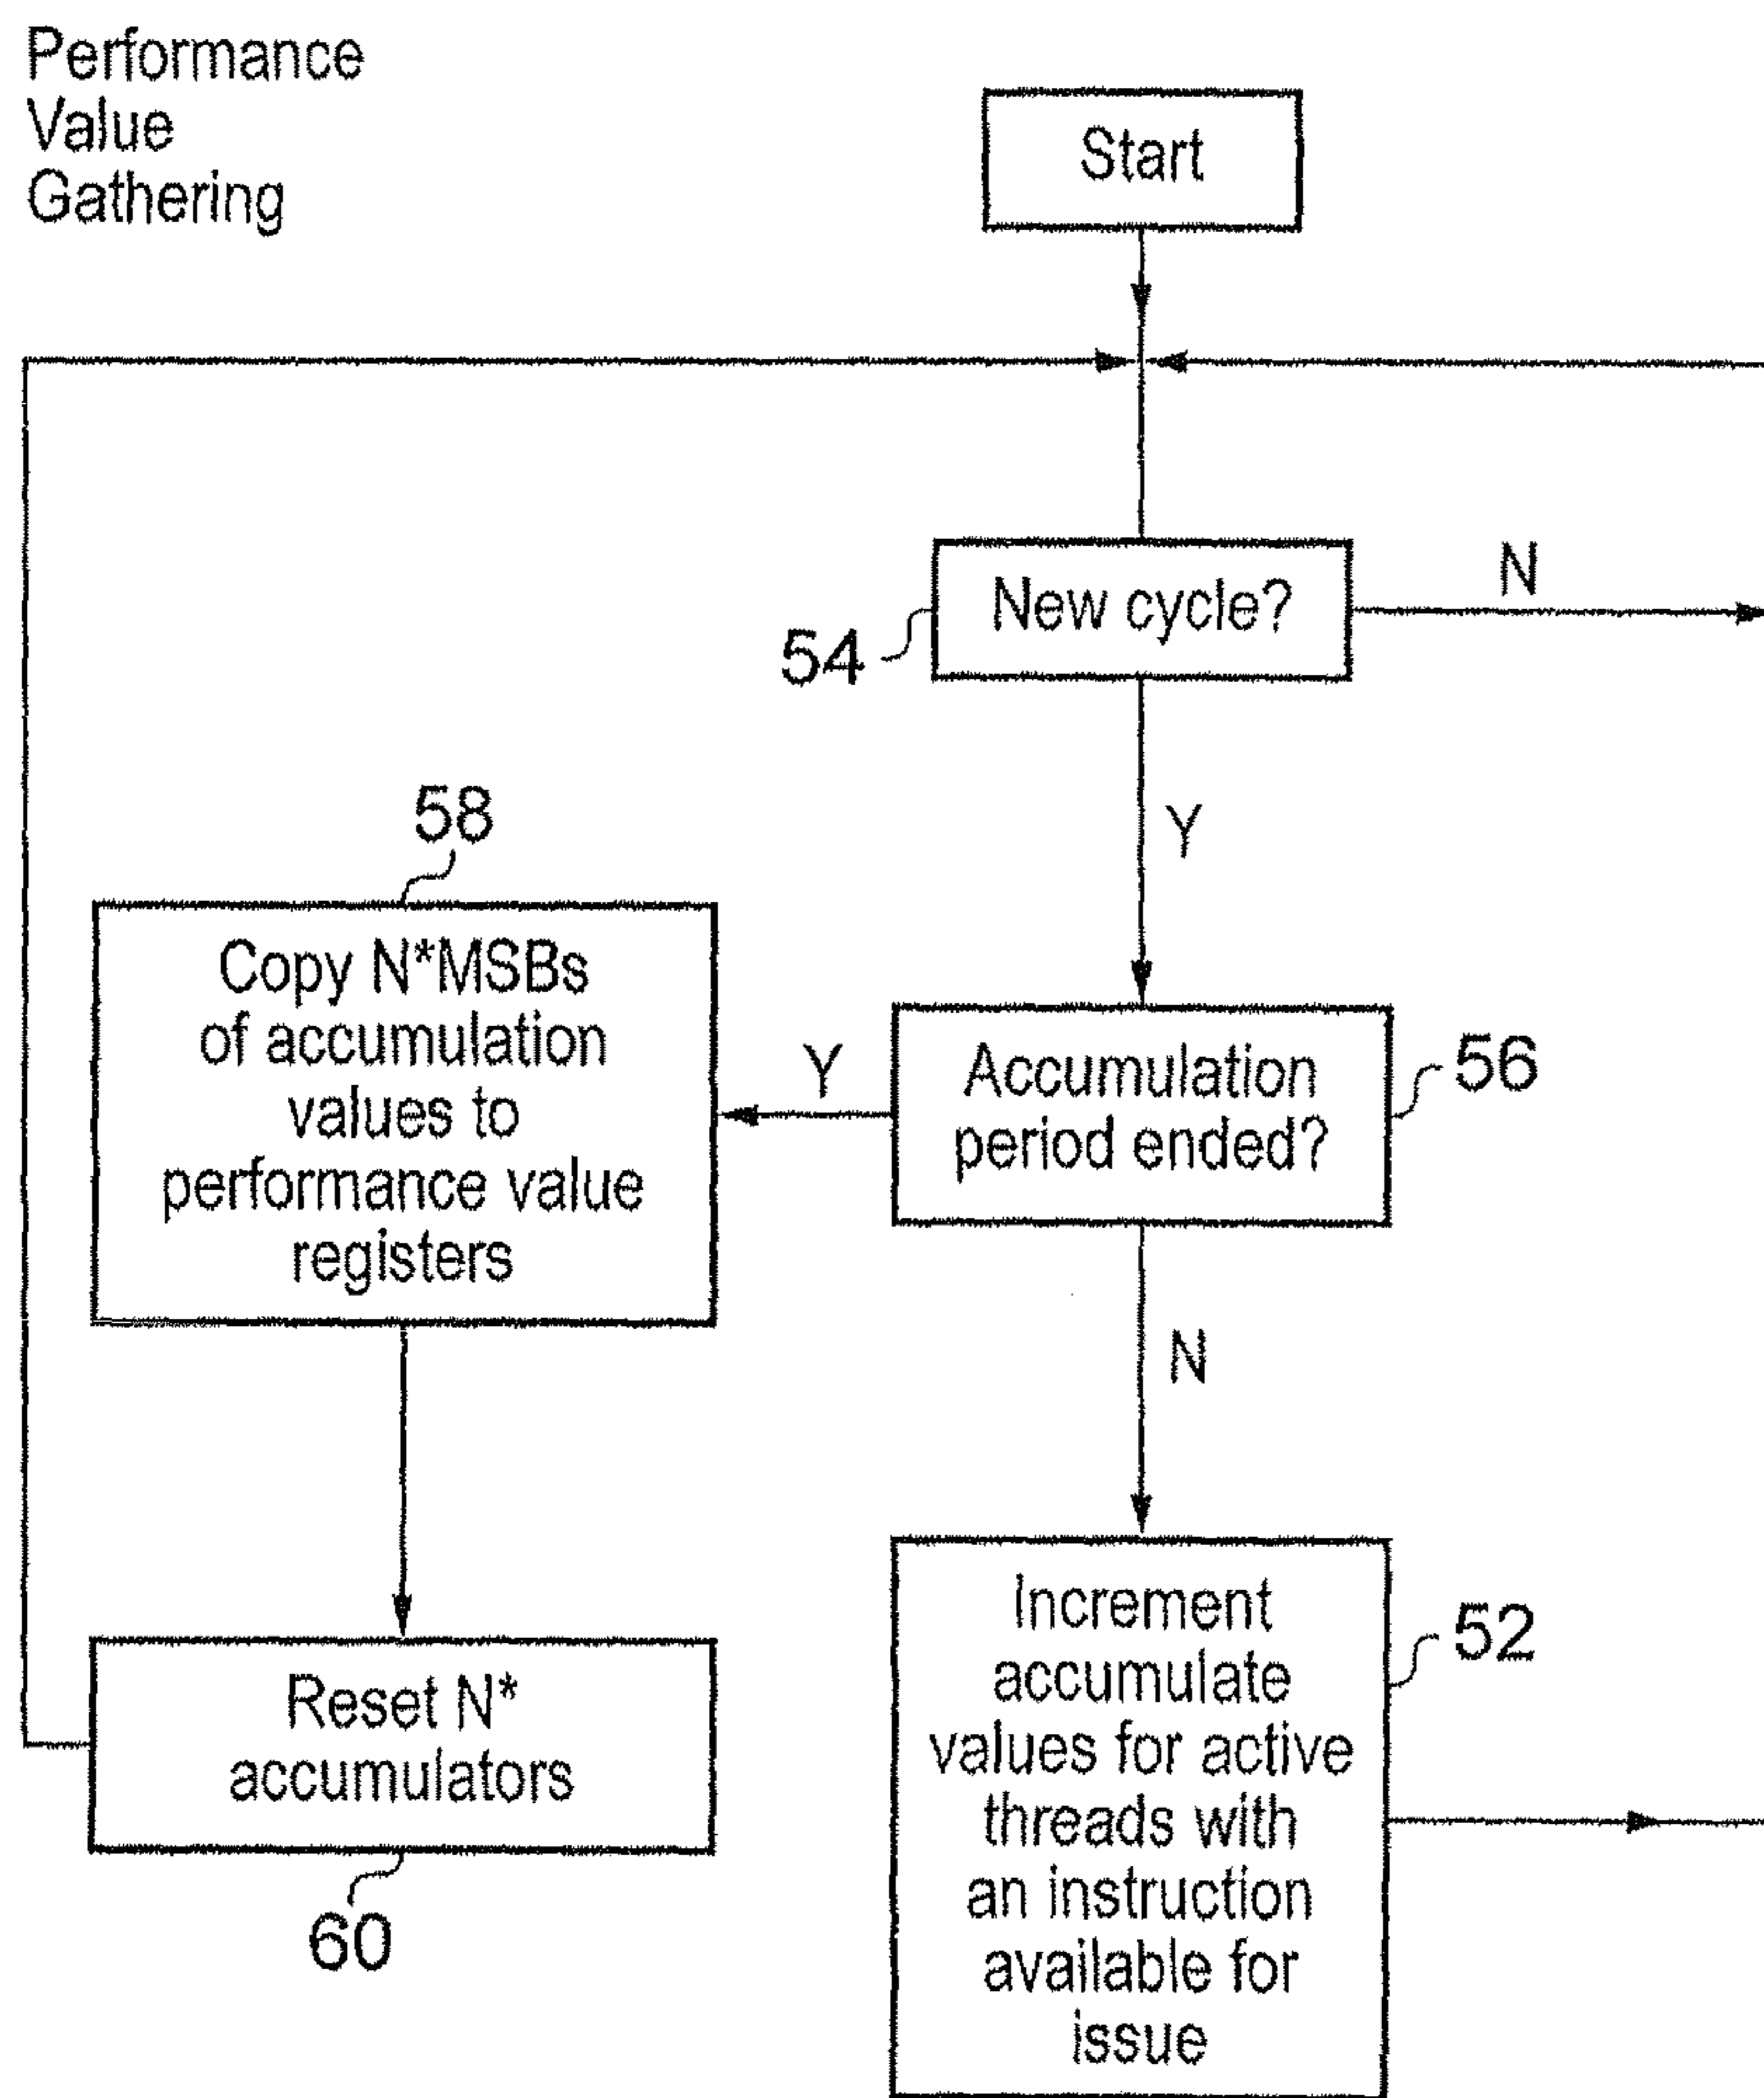 Performance
Value
Gathering
Start
New cycle?
N
54
Y
58
Copy N*MSBs
of accumulation
values to
performance value
registers
Y
Accumulation
period ended?
56
N
Increment
accumulate
values for active
threads with
an instruction
available for
issue
52
Reset N*
accumulators
60